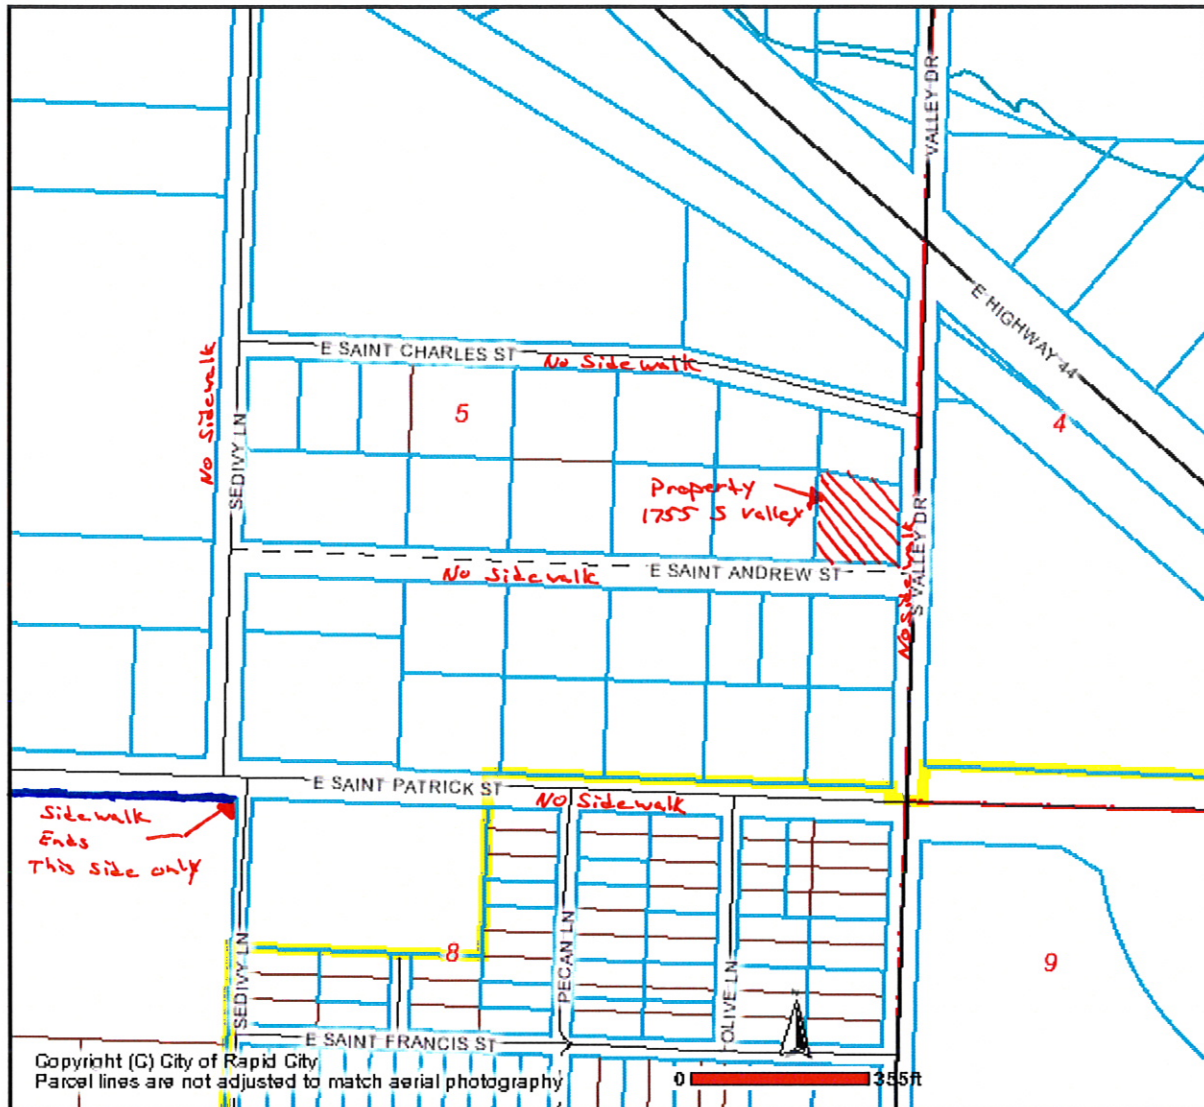 VALLEY DR
E HIGHWAY 44
E SAINT CHARLES ST
No Sidewalk
No Sidewalk
SEDIVY LN
5
4
Property
1755 S Valley
S VALLEY DR
No Sidewalk
No Sidewalk
E SAINT ANDREW ST
E SAINT PATRICK ST
No Sidewalk
Sidewalk
Ends
This side only
SEDIVY LN
8
PECAN LN
OLIVE LN
9
E SAINT FRANCIS ST
Copyright (C) City of Rapid City
Parcel lines are not adjusted to match aerial photography
0 355ft